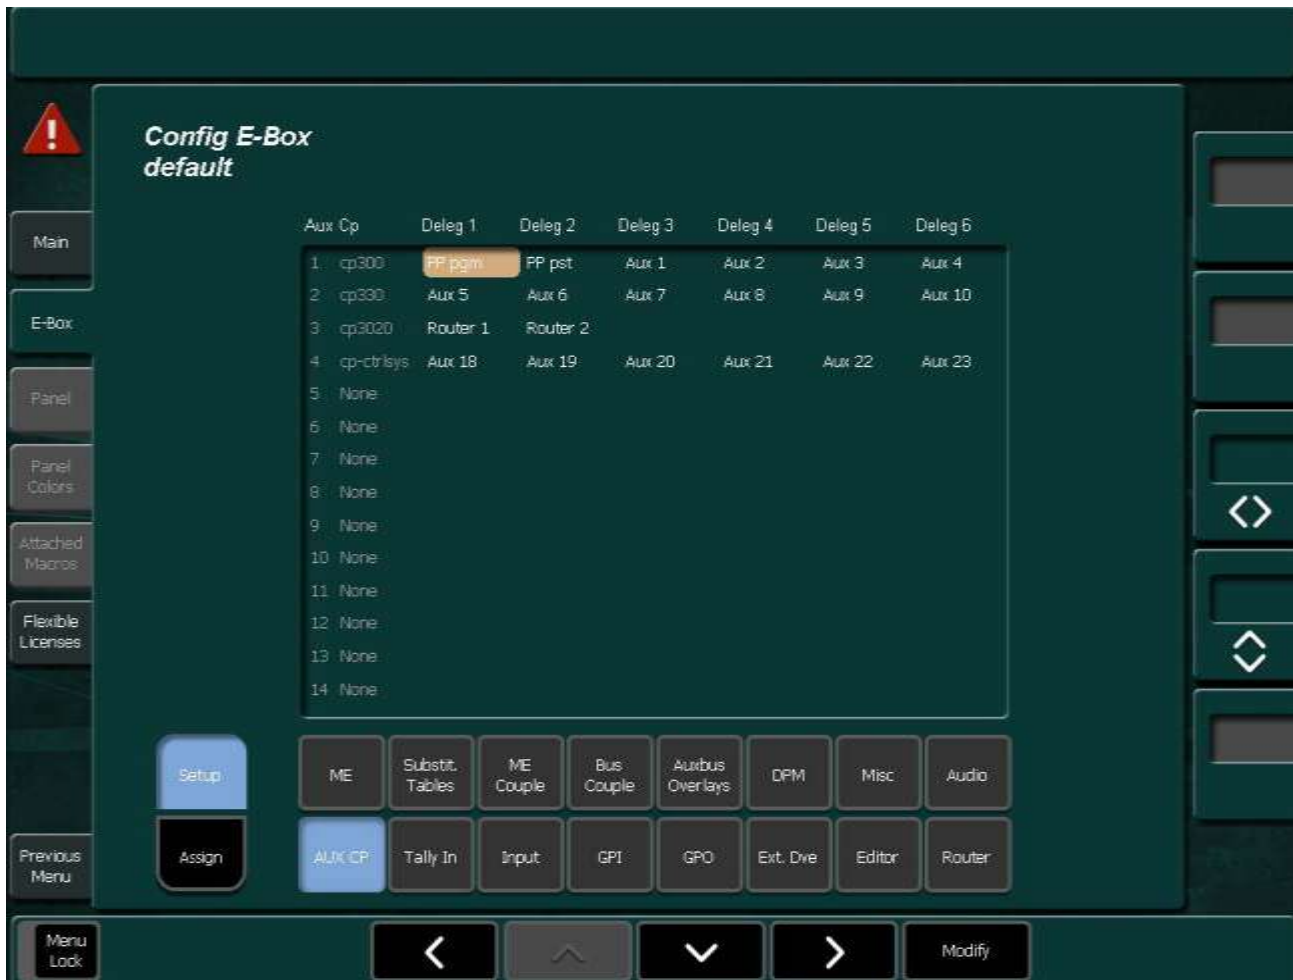 Config E-Box
default
Main
E-Box
Panel
Panel
Colors
Attached
Macros
Flexible
Licenses
Previous
Menu
Aux Cp Deleg 1 Deleg 2 Deleg 3 Deleg 4 Deleg 5 Deleg 6
1 cp300 PP pgm PP pst Aux 1 Aux 2 Aux 3 Aux 4
2 cp330 Aux 5 Aux 6 Aux 7 Aux 8 Aux 9 Aux 10
3 cp3020 Router 1 Router 2
4 cp-ctrlsys Aux 18 Aux 19 Aux 20 Aux 21 Aux 22 Aux 23
5 None
6 None
7 None
8 None
9 None
10 None
11 None
12 None
13 None
14 None
Setup
Assign
ME
Substit.
Tables
ME
Couple
Bus
Couple
Auxbus
Overlays
DPM
Misc
Audio
AUX CP
Tally In
Input
GPI
GPO
Ext. Dve
Editor
Router
Menu
Lock
Modify